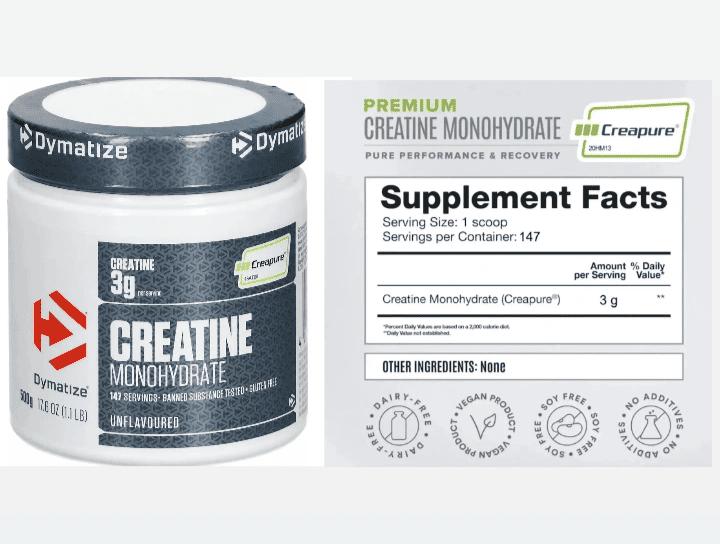 Dymatize
Dymatize
CREATINE
3g
per serving
Creapure®
CREATINE
MONOHYDRATE
147 SERVINGS• BANNED SUBSTANCE TESTED • GLUTEN FREE
UNFLAVOURED
Dymatize®
500g 17.6 OZ (1.1 LB)
PREMIUM
CREATINE MONOHYDRATE
PURE PERFORMANCE & RECOVERY
Creapure®
20HM13
Supplement Facts
Serving Size: 1 scoop
Servings per Container: 147
Amount % Daily
per Serving Value*
Creatine Monohydrate (Creapure®) 3 g **
*Percent Daily Values are based on a 2,000 calorie diet.
**Daily Value not established.
OTHER INGREDIENTS: None
• DAIRY-FREE • DAIRY-FREE
• VEGAN PRODUCT • VEGAN PRODUCT
• SOY FREE • SOY FREE • SOY FREE
• NO ADDITIVES • NO ADDITIVES